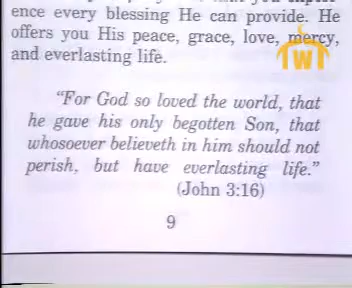 ence every blessing He can provide. He
offers you His peace, grace, love, mercy,
and everlasting life.
W
"For God so loved the world, that
he gave his only begotten Son, that
whosoever believeth in him should not
perish, but have everlasting life."
(John 3:16)
9